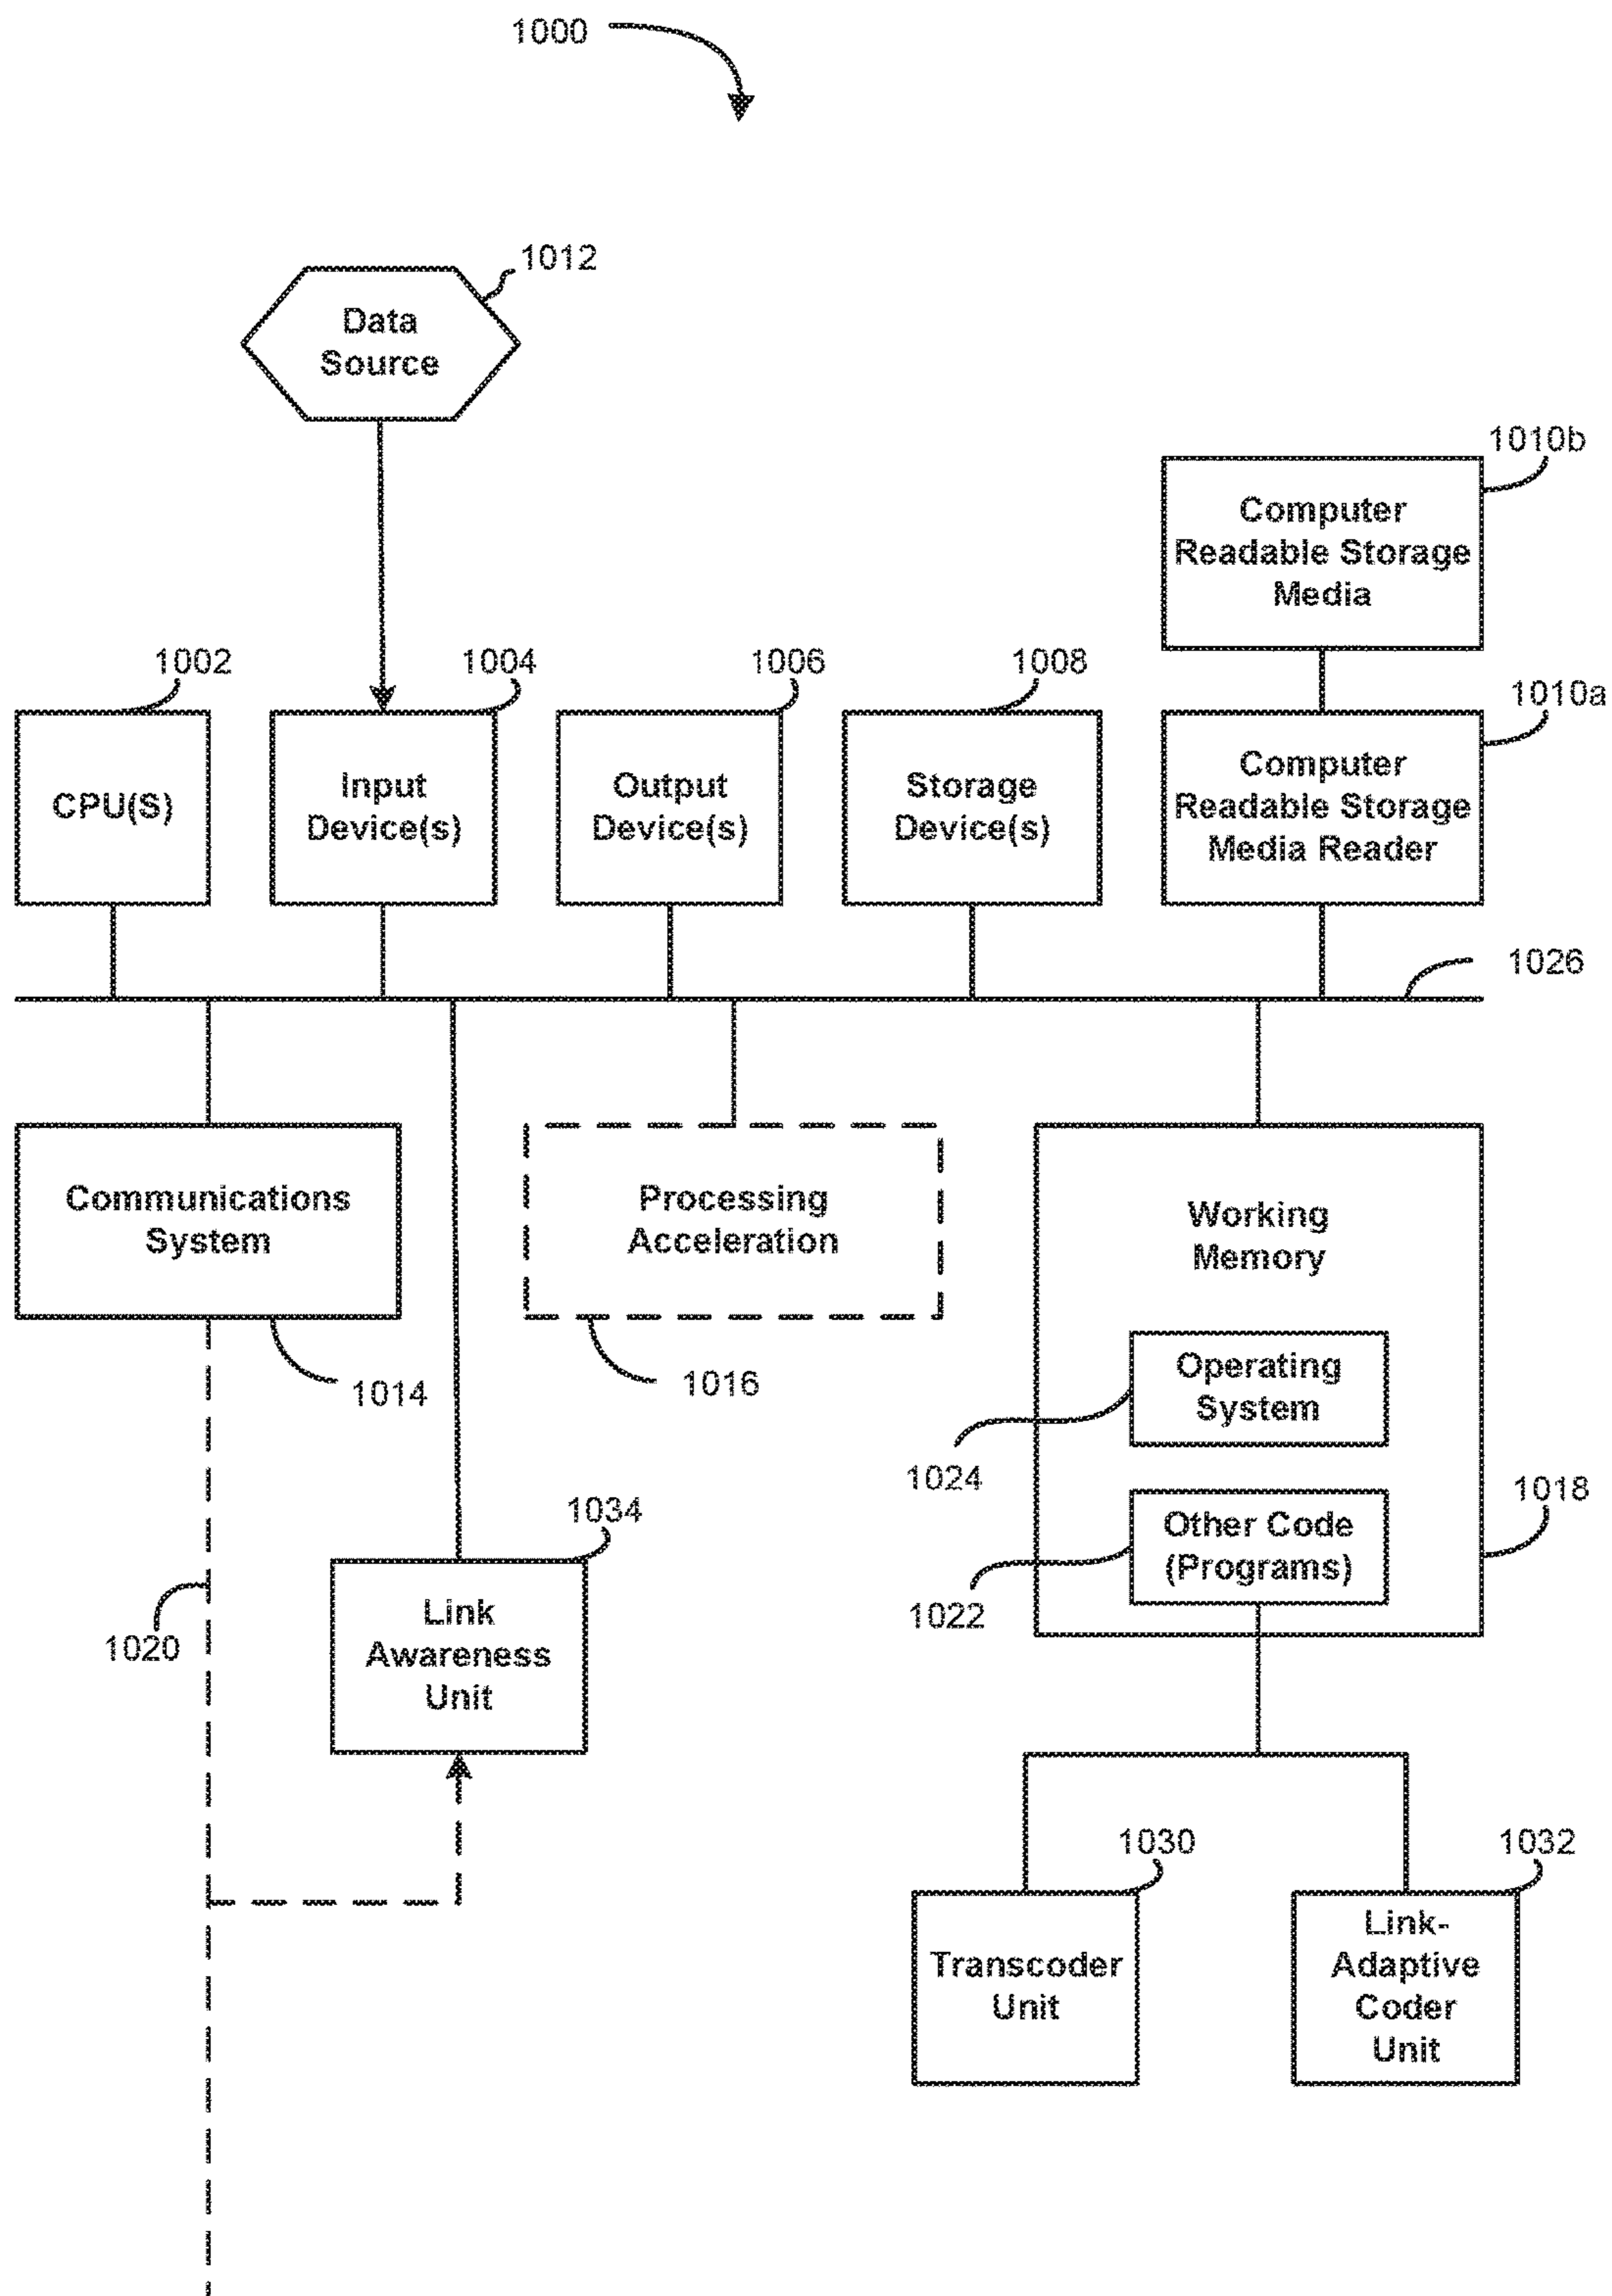 1000
1012
Data
Source
1010b
Computer
Readable Storage
Media
1002
1004
1006
1008
1010a
CPU(S)
Input
Device(s)
Output
Device(s)
Storage
Device(s)
Computer
Readable Storage
Media Reader
1026
Communications
System
Processing
Acceleration
Working
Memory
1014
1016
Operating
System
1024
1018
Other Code
(Programs)
1022
1034
1020
Link
Awareness
Unit
1030
1032
Transcoder
Unit
Link-
Adaptive
Coder
Unit